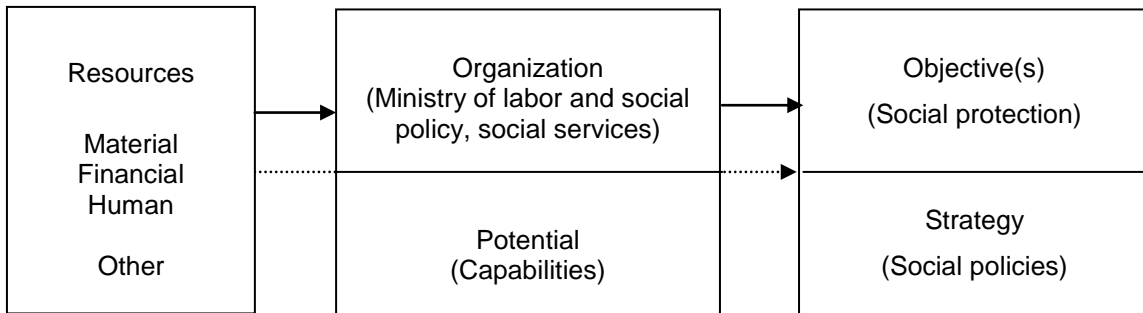 Resources
Material
Financial
Human
Other
Organization
(Ministry of labor and social
policy, social services)
Potential
(Capabilities)
Objective(s)
(Social protection)
Strategy
(Social policies)